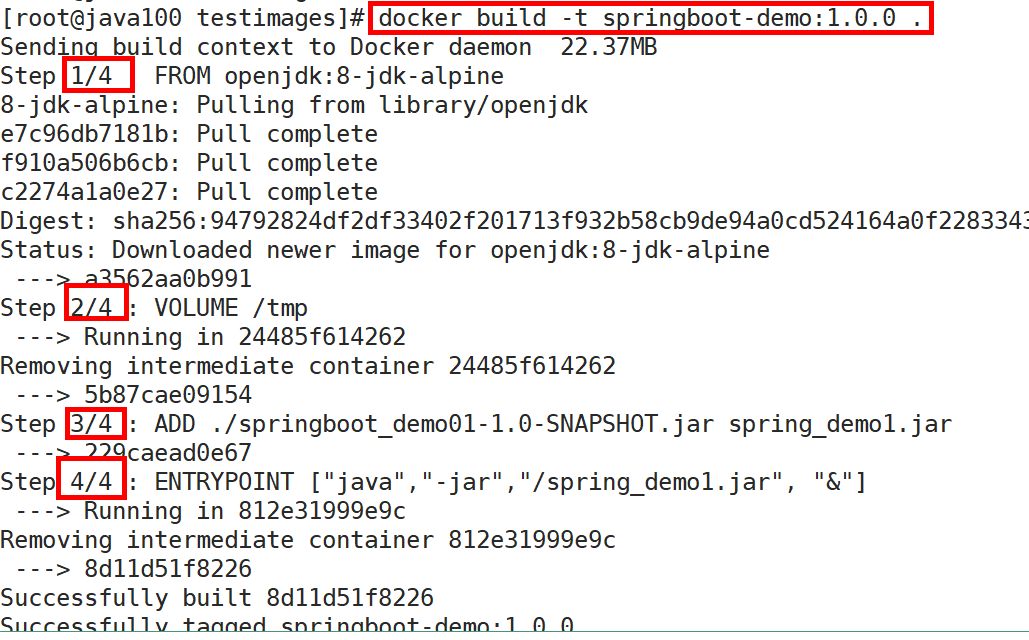 [root@java100 testimages]# docker build -t springboot-demo:1.0.0 .
Sending build context to Docker daemon  22.37MB
Step 1/4  FROM openjdk:8-jdk-alpine
8-jdk-alpine: Pulling from library/openjdk
e7c96db7181b: Pull complete
f910a506b6cb: Pull complete
c2274a1a0e27: Pull complete
Digest: sha256:94792824df2df33402f201713f932b58cb9de94a0cd524164a0f2283343
Status: Downloaded newer image for openjdk:8-jdk-alpine
 ---> a3562aa0b991
Step 2/4 : VOLUME /tmp
 ---> Running in 24485f614262
Removing intermediate container 24485f614262
 ---> 5b87cae09154
Step 3/4 : ADD ./springboot_demo01-1.0-SNAPSHOT.jar spring_demo1.jar
 ---> 229caead0e67
Step 4/4 : ENTRYPOINT ["java","-jar","/spring_demo1.jar", "&"]
 ---> Running in 812e31999e9c
Removing intermediate container 812e31999e9c
 ---> 8d11d51f8226
Successfully built 8d11d51f8226
Successfully tagged springboot-demo:1.0.0